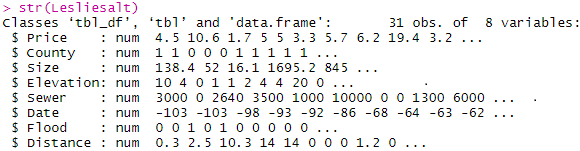 > str(Lesliesalt)
Classes ‘tbl_df’, ‘tbl’ and 'data.frame':	31 obs. of  8 variables:
 $ Price    : num  4.5 10.6 1.7 5 5 3.3 5.7 6.2 19.4 3.2 ...
 $ County   : num  1 1 0 0 0 1 1 1 1 1 ...
 $ Size     : num  138.4 52 16.1 1695.2 845 ...
 $ Elevation: num  10 4 0 1 1 2 4 4 20 0 ...
 $ Sewer    : num  3000 0 2640 3500 1000 10000 0 0 1300 6000 ...
 $ Date     : num  -103 -103 -98 -93 -92 -86 -68 -64 -63 -62 ...
 $ Flood    : num  0 0 1 0 1 0 0 0 0 0 ...
 $ Distance : num  0.3 2.5 10.3 14 14 0 0 0 1.2 0 ...